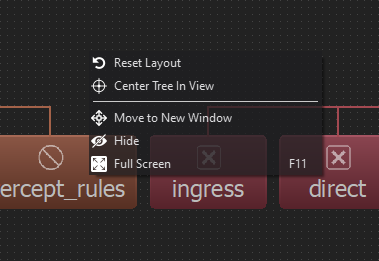 Reset Layout
Center Tree In View
Move to New Window
Hide
Full Screen F11
ercept_rules ingress direct